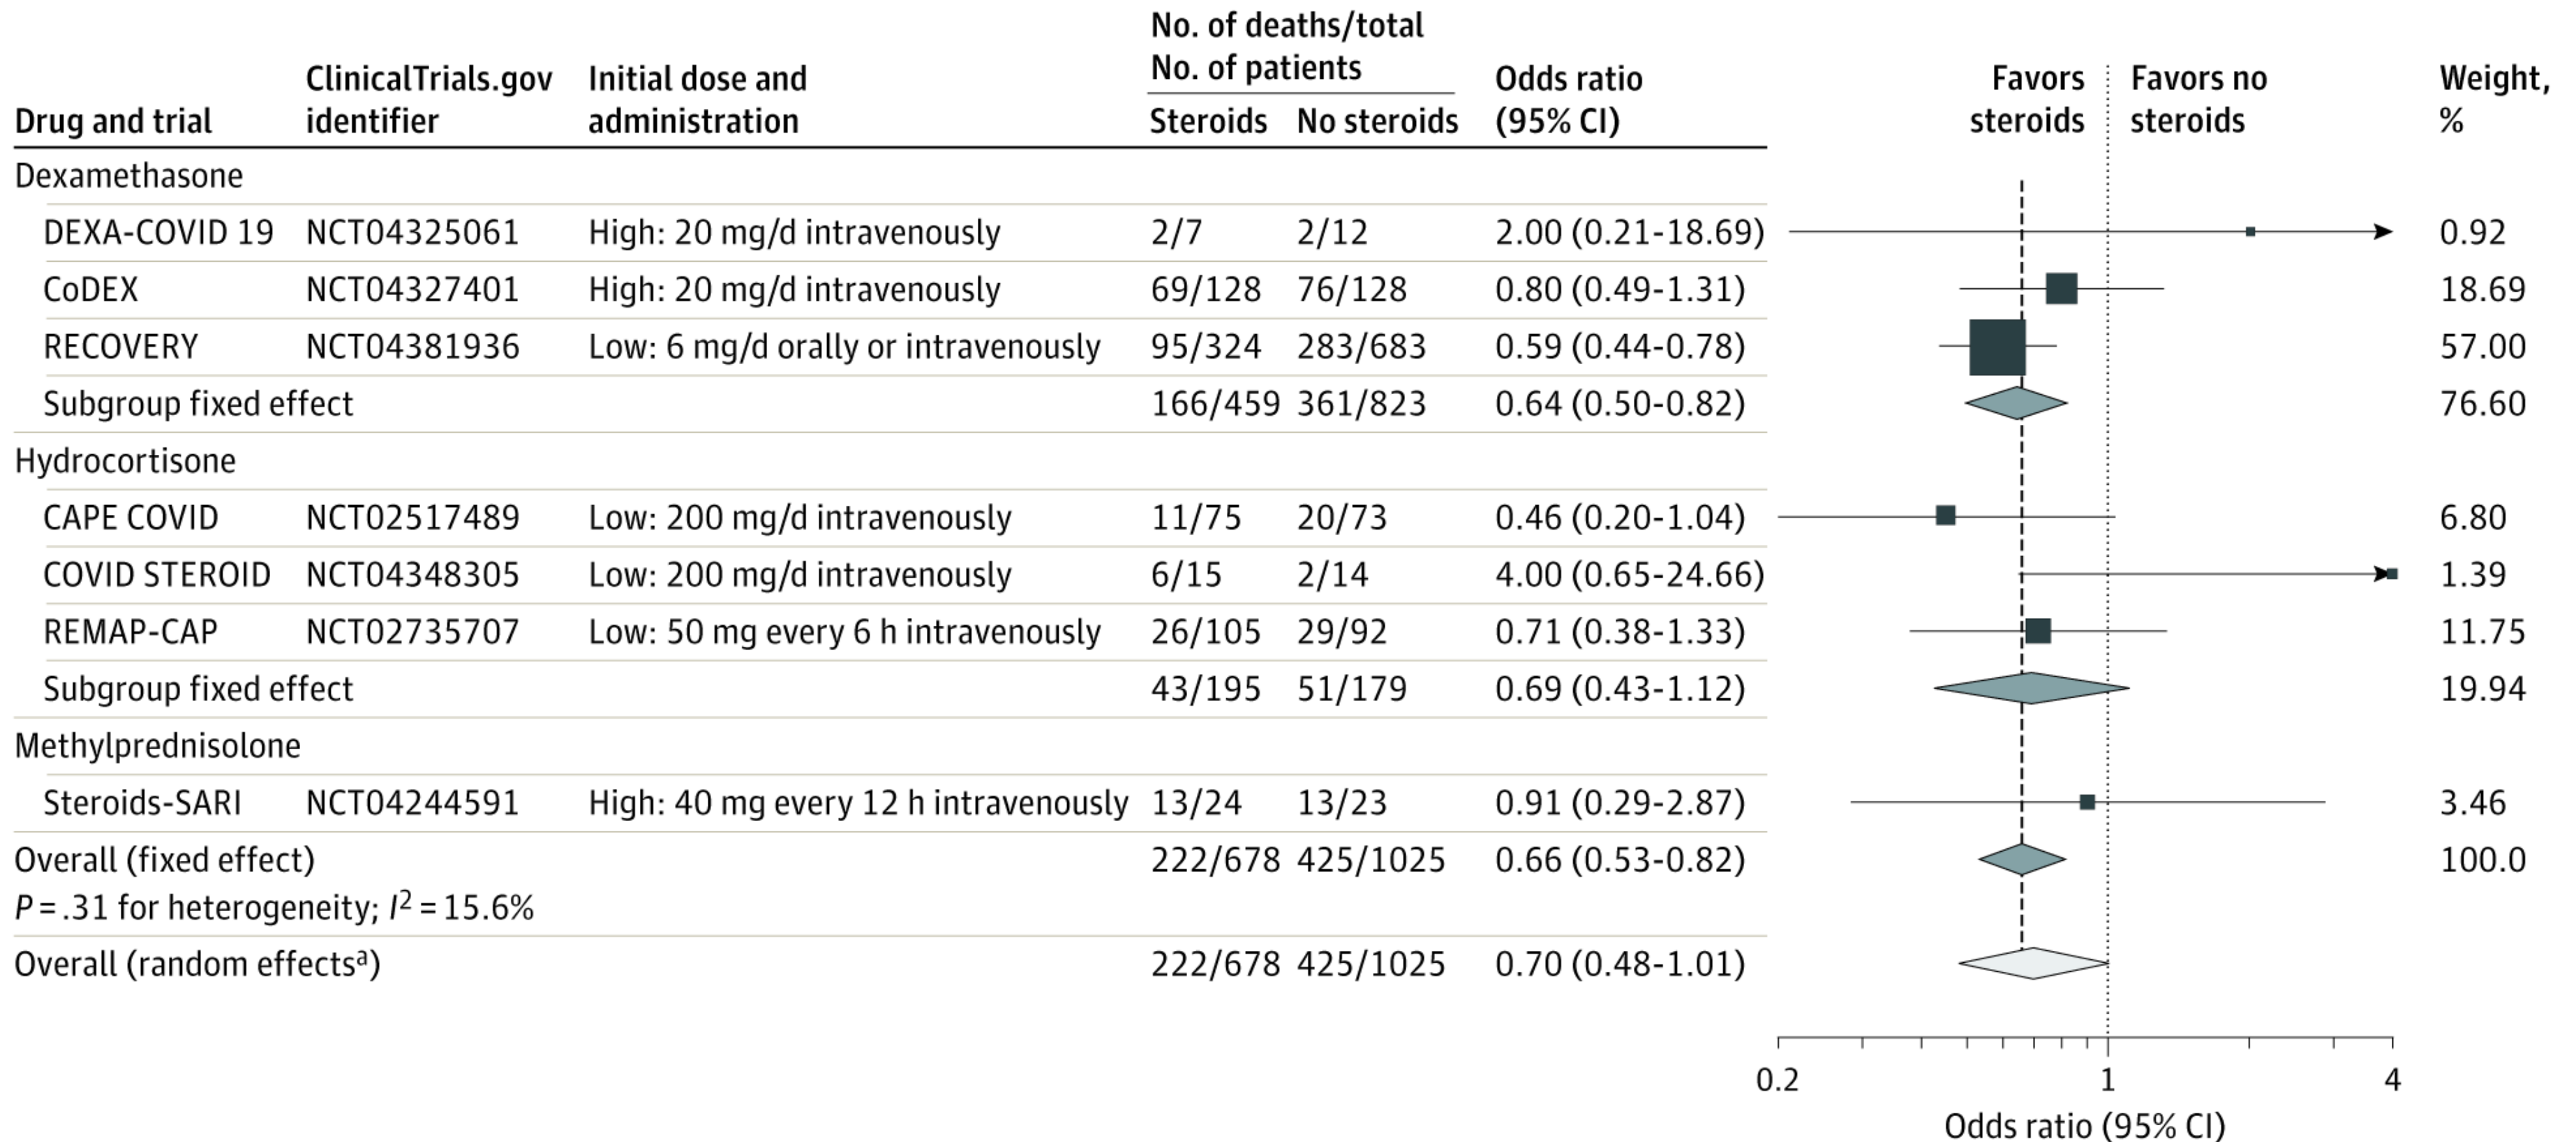 No. of deaths/total
No. of patients
Drug and trial ClinicalTrials.gov identifier Initial dose and administration Steroids No steroids Odds ratio (95% CI) Favors steroids Favors no steroids Weight, %
Dexamethasone
DEXA-COVID 19 NCT04325061 High: 20 mg/d intravenously 2/7 2/12 2.00 (0.21-18.69) 0.92
CoDEX NCT04327401 High: 20 mg/d intravenously 69/128 76/128 0.80 (0.49-1.31) 18.69
RECOVERY NCT04381936 Low: 6 mg/d orally or intravenously 95/324 283/683 0.59 (0.44-0.78) 57.00
Subgroup fixed effect 166/459 361/823 0.64 (0.50-0.82) 76.60
Hydrocortisone
CAPE COVID NCT02517489 Low: 200 mg/d intravenously 11/75 20/73 0.46 (0.20-1.04) 6.80
COVID STEROID NCT04348305 Low: 200 mg/d intravenously 6/15 2/14 4.00 (0.65-24.66) 1.39
REMAP-CAP NCT02735707 Low: 50 mg every 6 h intravenously 26/105 29/92 0.71 (0.38-1.33) 11.75
Subgroup fixed effect 43/195 51/179 0.69 (0.43-1.12) 19.94
Methylprednisolone
Steroids-SARI NCT04244591 High: 40 mg every 12 h intravenously 13/24 13/23 0.91 (0.29-2.87) 3.46
Overall (fixed effect) 222/678 425/1025 0.66 (0.53-0.82) 100.0
P = .31 for heterogeneity; I² = 15.6%
Overall (random effectsᵃ) 222/678 425/1025 0.70 (0.48-1.01)
0.2 1 4
Odds ratio (95% CI)